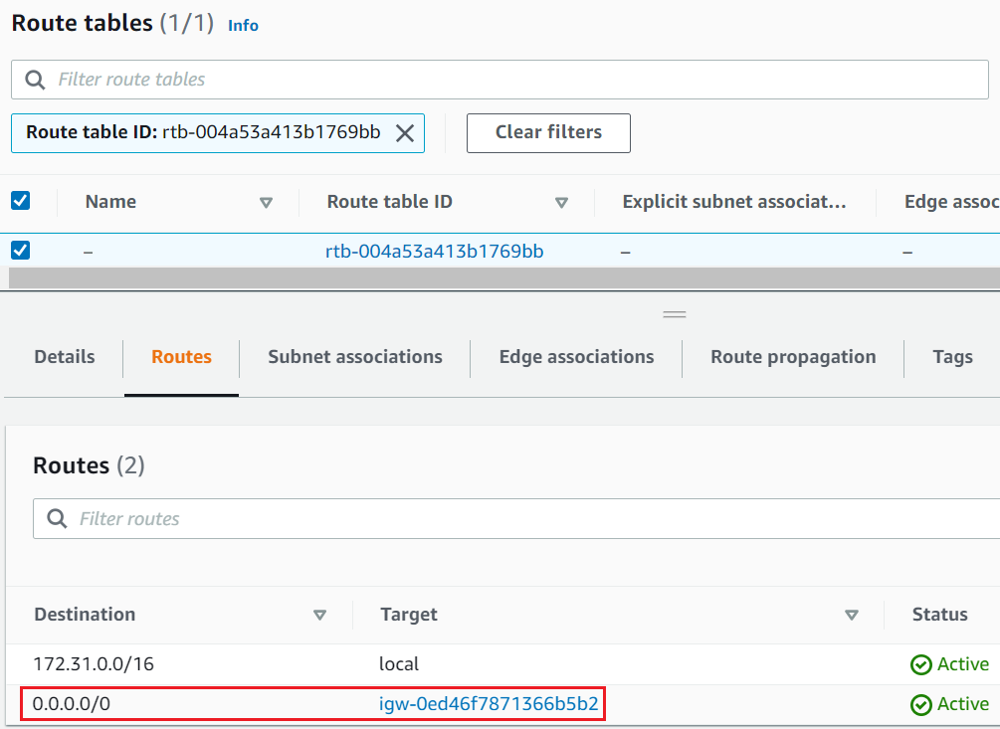 Route tables (1/1) Info
Filter route tables
Route table ID: rtb-004a53a413b1769bb Clear filters
Name Route table ID Explicit subnet associat... Edge assoc
– rtb-004a53a413b1769bb – –
Details Routes Subnet associations Edge associations Route propagation Tags
Routes (2)
Filter routes
Destination Target Status
172.31.0.0/16 local Active
0.0.0.0/0 igw-0ed46f7871366b5b2 Active